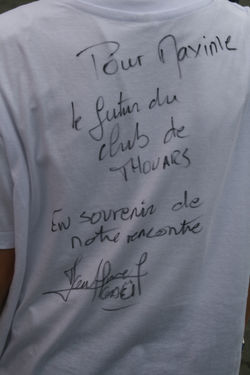 Pour Maxime
le futur du
club de
THOUARS
En souvenir de
notre rencontre